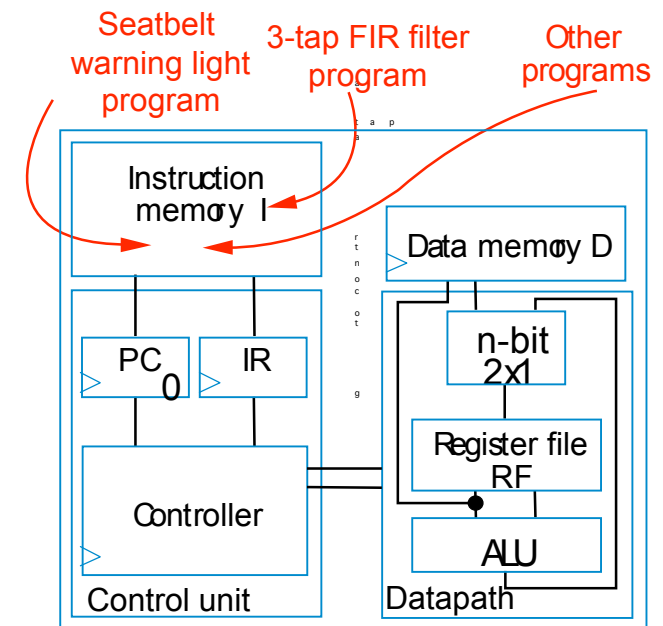 Seatbelt
warning light
program
3-tap FIR filter
program
Other
programs
a
t a p
a
Instruction
memory I
r
t
n
o
c
o
t
g
Data memory D
PC
0
IR
n-bit
2x1
Register file
RF
Controller
ALU
Control unit
Datapath